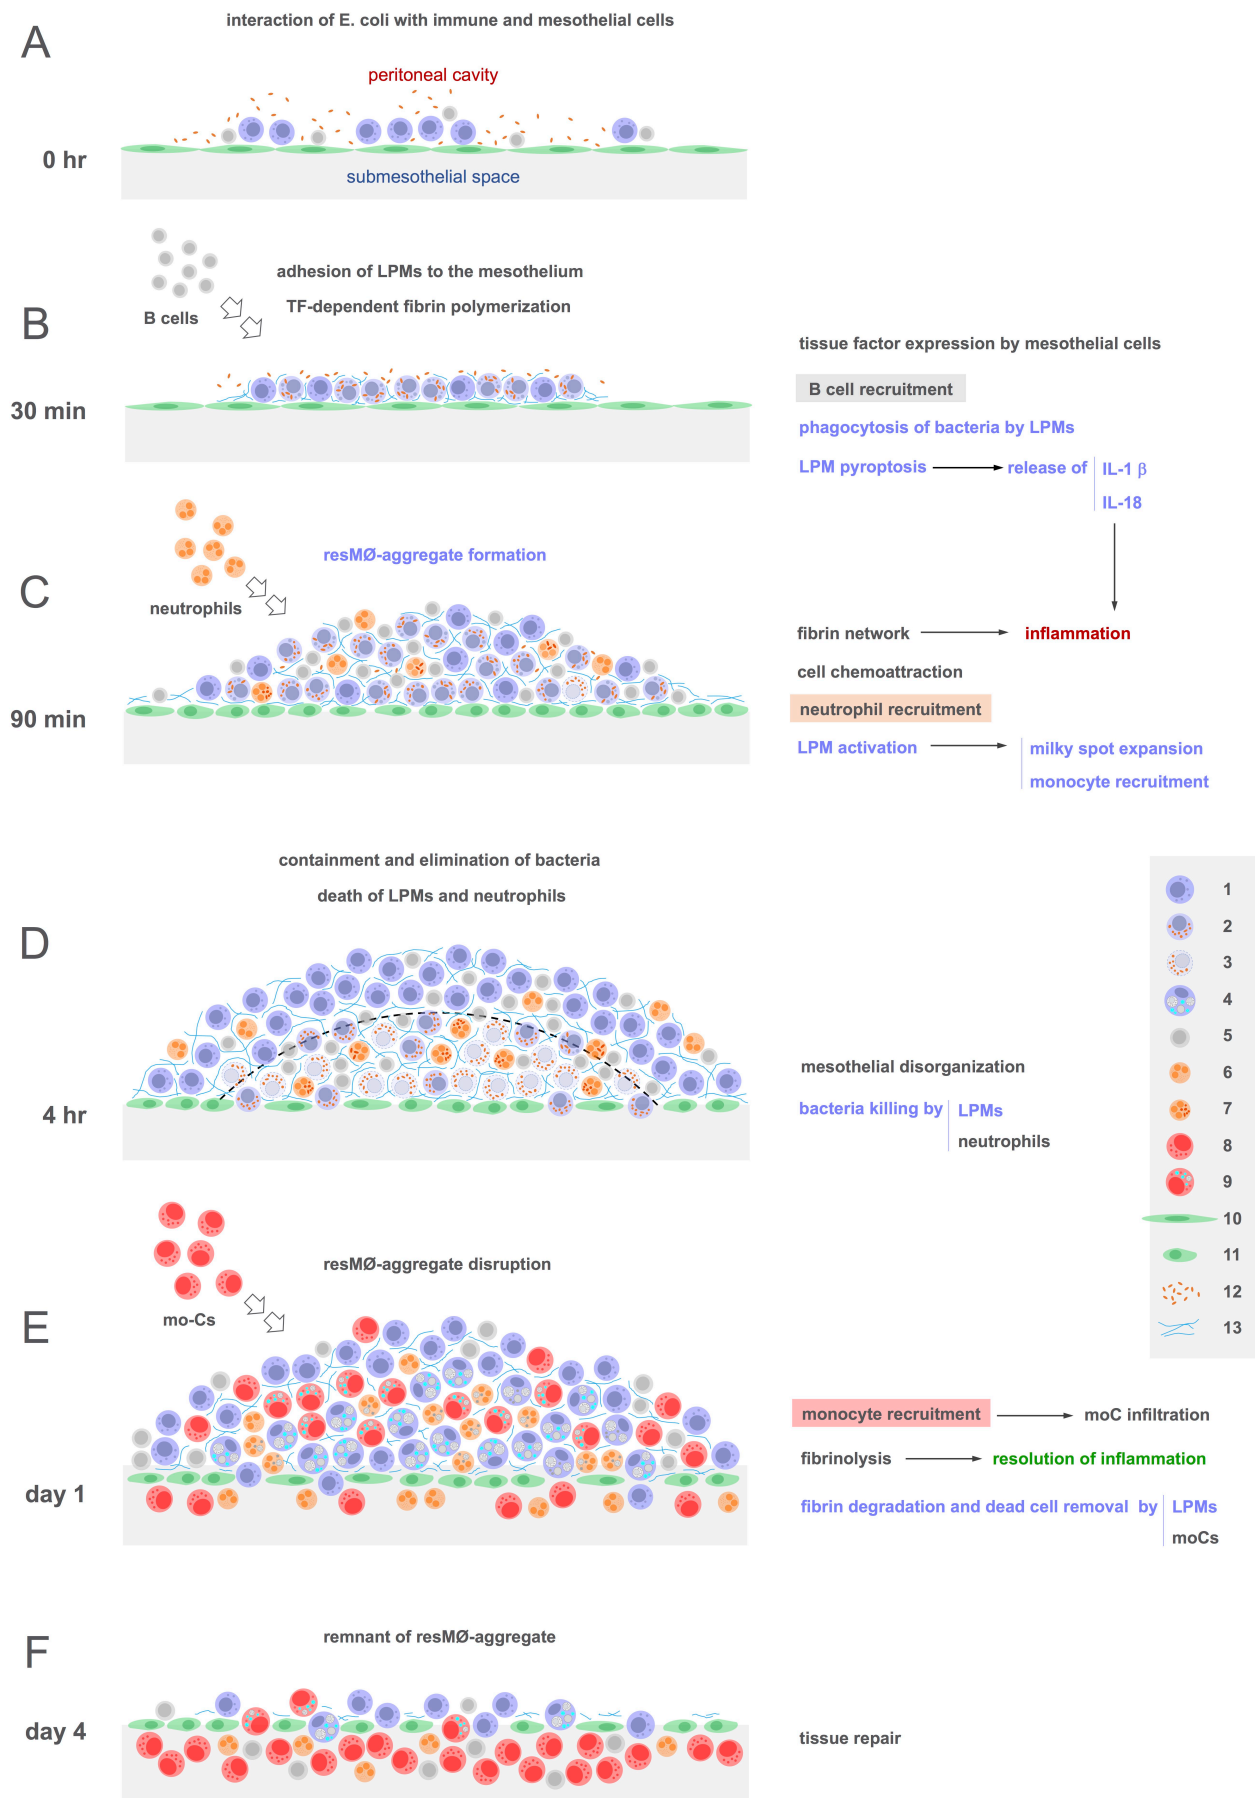 A
interaction of E. coli with immune and mesothelial cells
peritoneal cavity
0 hr
submesothelial space
B cells
adhesion of LPMs to the mesothelium
TF-dependent fibrin polymerization
B
30 min
tissue factor expression by mesothelial cells
B cell recruitment
phagocytosis of bacteria by LPMs
LPM pyroptosis
release of
IL-1 β
IL-18
neutrophils
resMØ-aggregate formation
C
90 min
fibrin network
inflammation
cell chemoattraction
neutrophil recruitment
LPM activation
milky spot expansion
monocyte recruitment
containment and elimination of bacteria
death of LPMs and neutrophils
D
4 hr
mesothelial disorganization
bacteria killing by
LPMs
neutrophils
1
2
3
4
5
6
7
8
9
10
11
12
13
mo-Cs
resMØ-aggregate disruption
E
day 1
monocyte recruitment
moC infiltration
fibrinolysis
resolution of inflammation
fibrin degradation and dead cell removal by
LPMs
moCs
remnant of resMØ-aggregate
F
day 4
tissue repair